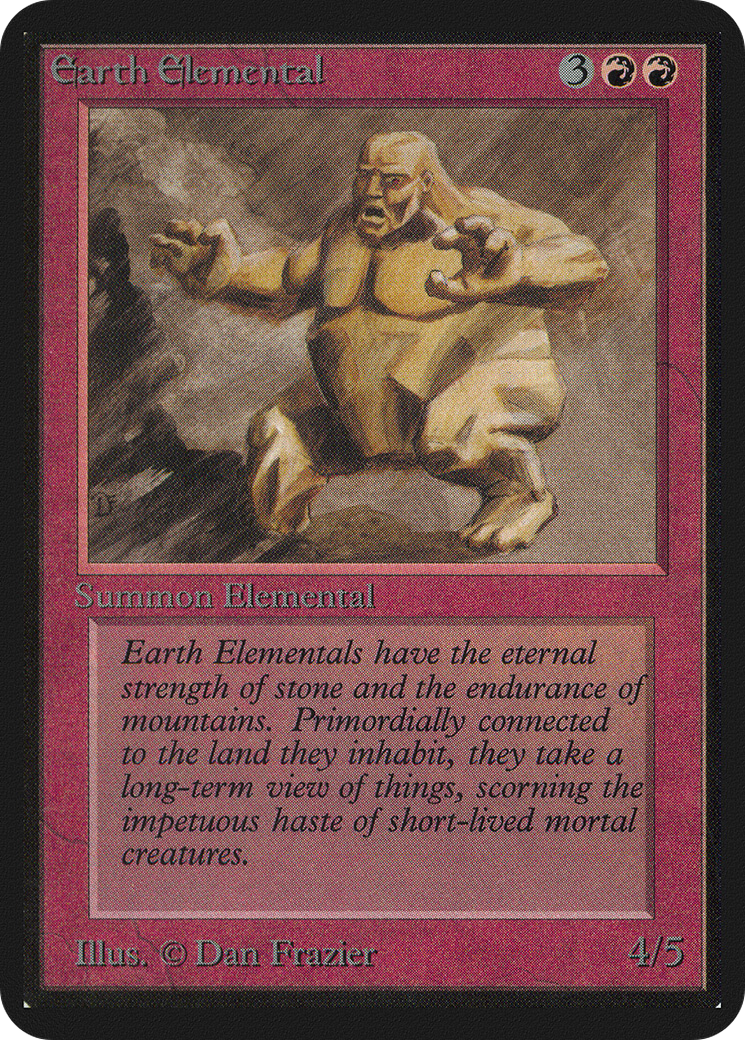 Earth Elemental 3
DF
Summon Elemental
Earth Elementals have the eternal
strength of stone and the endurance of
mountains. Primordially connected
to the land they inhabit, they take a
long-term view of things, scorning the
impetuous haste of short-lived mortal
creatures.
Illus. © Dan Frazier 4/5